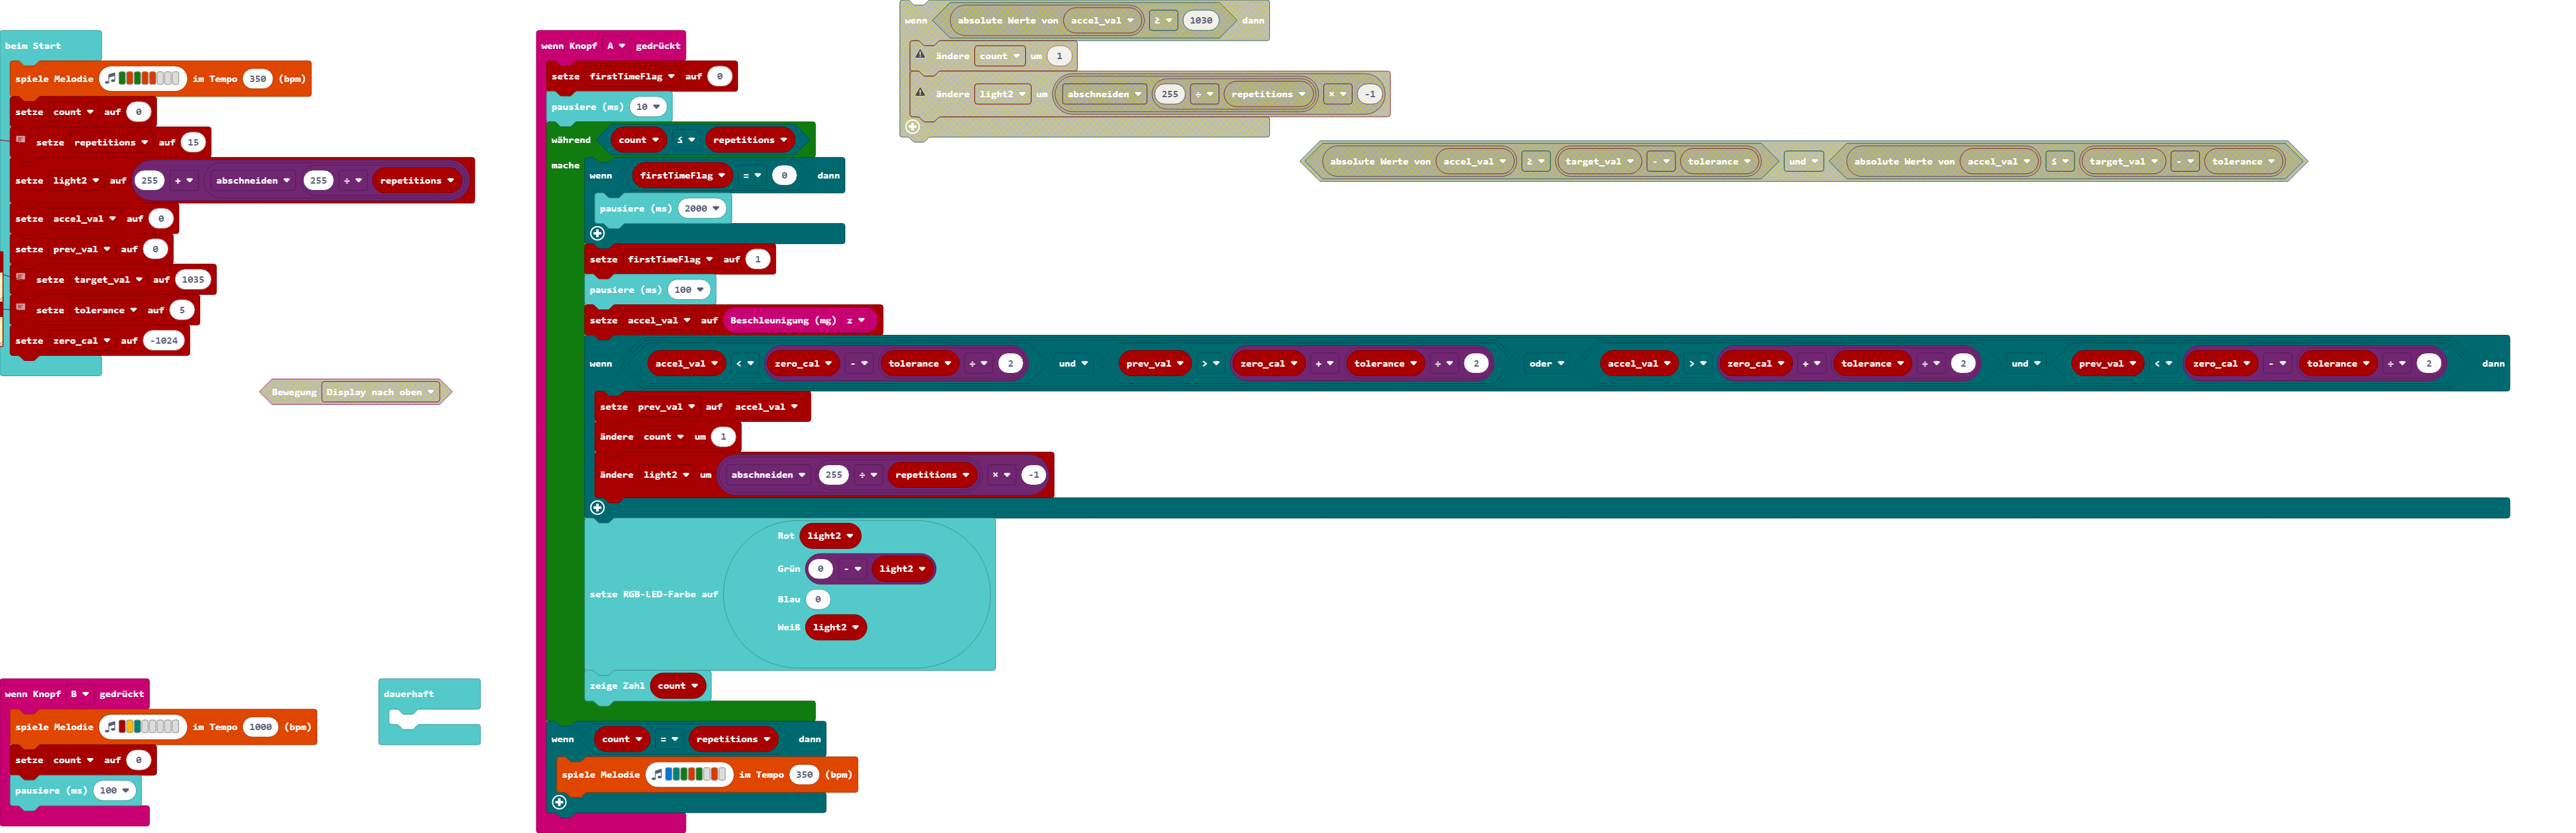 beim Start
spiele Melodie im Tempo 350 (bpm)
setze count auf 0
setze repetitions auf 15
setze light2 auf 255 + abschneiden 255 ÷ repetitions
setze accel_val auf 0
setze prev_val auf 0
setze target_val auf 1035
setze tolerance auf 5
setze zero_cal auf -1024
Bewegung Display nach oben
wenn Knopf B gedrückt
spiele Melodie im Tempo 1000 (bpm)
setze count auf 0
pausiere (ms) 100
dauerhaft
wenn Knopf A gedrückt
setze firstTimeFlag auf 0
pausiere (ms) 10
während count ≤ repetitions
mache
wenn firstTimeFlag = 0 dann
pausiere (ms) 2000
setze firstTimeFlag auf 1
pausiere (ms) 100
setze accel_val auf Beschleunigung (mg) z
wenn accel_val < zero_cal - tolerance ÷ 2 und prev_val > zero_cal + tolerance ÷ 2 oder accel_val > zero_cal + tolerance ÷ 2 und prev_val < zero_cal - tolerance ÷ 2 dann
setze prev_val auf accel_val
ändere count um 1
ändere light2 um abschneiden 255 ÷ repetitions × -1
setze RGB-LED-Farbe auf
Rot light2
Grün 0 - light2
Blau 0
Weiß light2
zeige Zahl count
wenn count = repetitions dann
spiele Melodie im Tempo 350 (bpm)
wenn absolute Werte von accel_val ≥ 1030 dann
ändere count um 1
ändere light2 um abschneiden 255 ÷ repetitions × -1
absolute Werte von accel_val ≥ target_val - tolerance und absolute Werte von accel_val ≤ target_val - tolerance